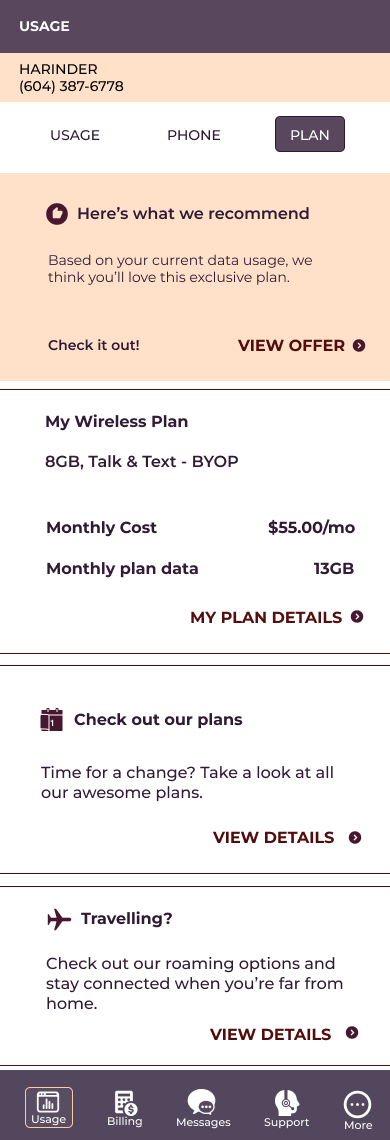 USAGE
HARINDER
(604) 387-6778
USAGE PHONE PLAN
Here’s what we recommend
Based on your current data usage, we
think you’ll love this exclusive plan.
Check it out! VIEW OFFER
My Wireless Plan
8GB, Talk & Text - BYOP
Monthly Cost $55.00/mo
Monthly plan data 13GB
MY PLAN DETAILS
1
Check out our plans
Time for a change? Take a look at all
our awesome plans.
VIEW DETAILS
Travelling?
Check out our roaming options and
stay connected when you’re far from
home.
VIEW DETAILS
Usage Billing Messages Support More